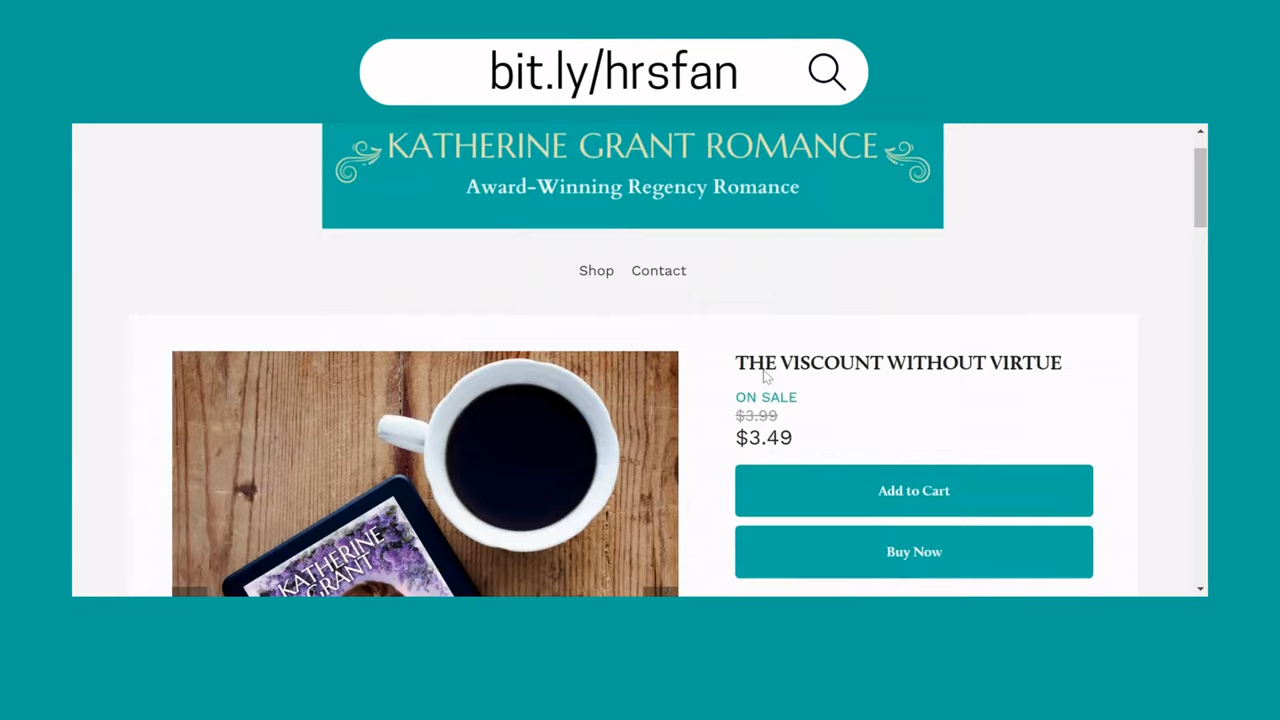 bit.ly/hrsfan
KATHERINE GRANT ROMANCE
Award-Winning Regency Romance
Shop Contact
THE VISCOUNT WITHOUT VIRTUE
ON SALE
$3.99
$3.49
Add to Cart
Buy Now
KATHERINE
GRANT